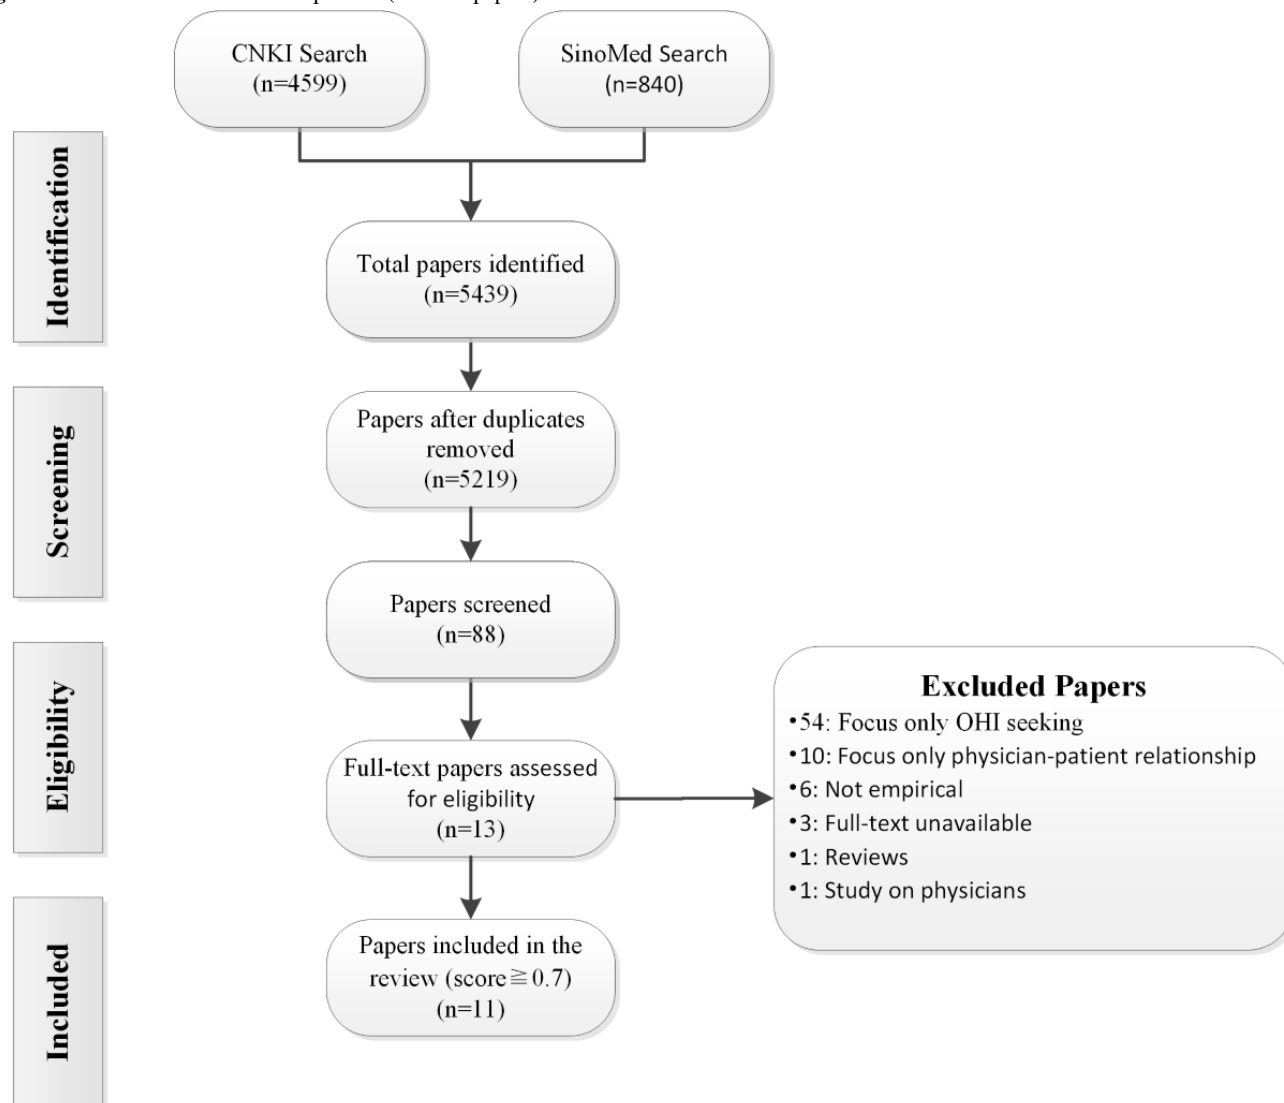 CNKI Search
(n=4599)
SinoMed Search
(n=840)
Identification
Total papers identified
(n=5439)
Screening
Papers after duplicates
removed
(n=5219)
Papers screened
(n=88)
Eligibility
Full-text papers assessed
for eligibility
(n=13)
Excluded Papers
•54: Focus only OHI seeking
•10: Focus only physician-patient relationship
•6: Not empirical
•3: Full-text unavailable
•1: Reviews
•1: Study on physicians
Included
Papers included in the
review (score≧0.7)
(n=11)